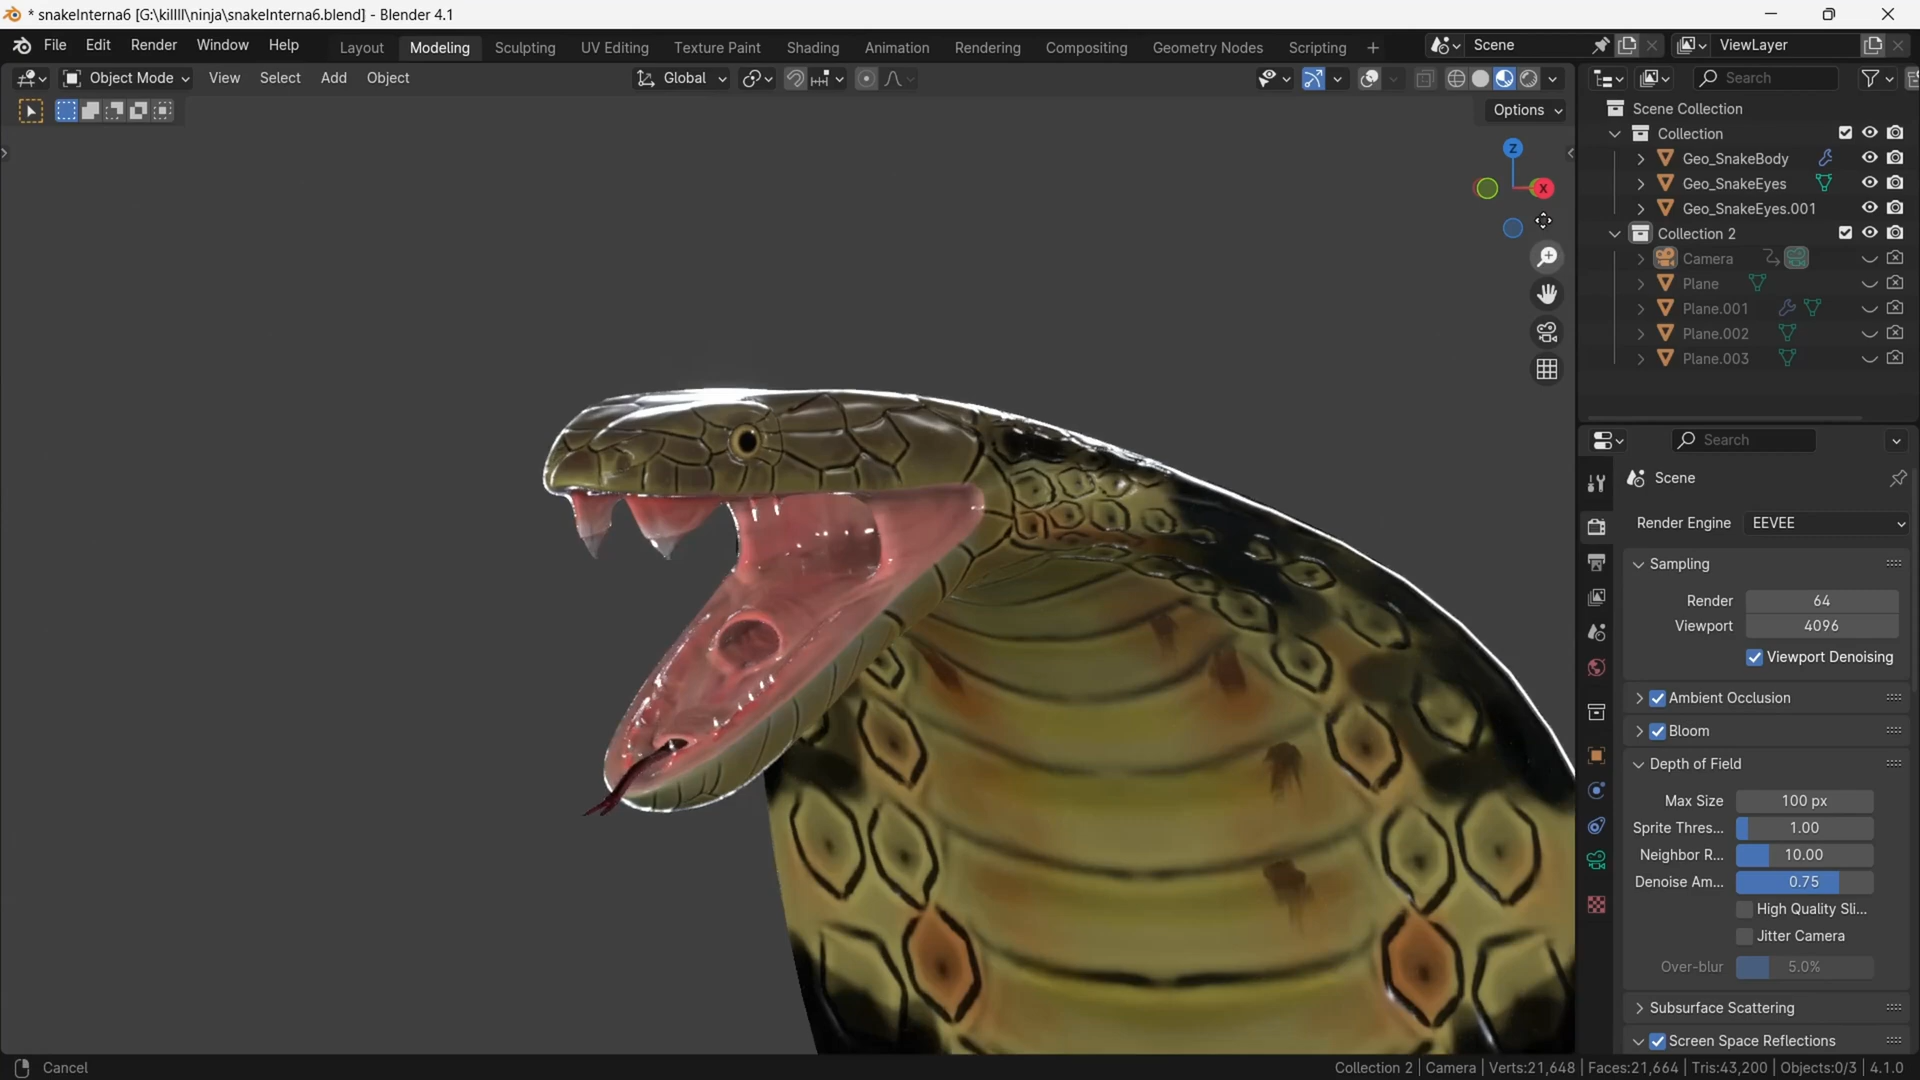 * snakeInterna6 [G:\killll\ninja\snakeInterna6.blend] - Blender 4.1
File Edit Render Window Help Layout Modeling Sculpting UV Editing Texture Paint Shading Animation Rendering Compositing Geometry Nodes Scripting + Scene ViewLayer
Object Mode View Select Add Object Global Search
Options
Z
X
Scene Collection
Collection
Geo_SnakeBody
Geo_SnakeEyes
Geo_SnakeEyes.001
Collection 2
Camera
Plane
Plane.001
Plane.002
Plane.003
Search
Scene
Render Engine EEVEE
Sampling
Render 64
Viewport 4096
Viewport Denoising
Ambient Occlusion
Bloom
Depth of Field
Max Size 100 px
Sprite Thres... 1.00
Neighbor R... 10.00
Denoise Am... 0.75
High Quality Sli...
Jitter Camera
Over-blur 5.0%
Subsurface Scattering
Screen Space Reflections
Cancel
Collection 2 | Camera | Verts:21,648 | Faces:21,664 | Tris:43,200 | Objects:0/3 | 4.1.0